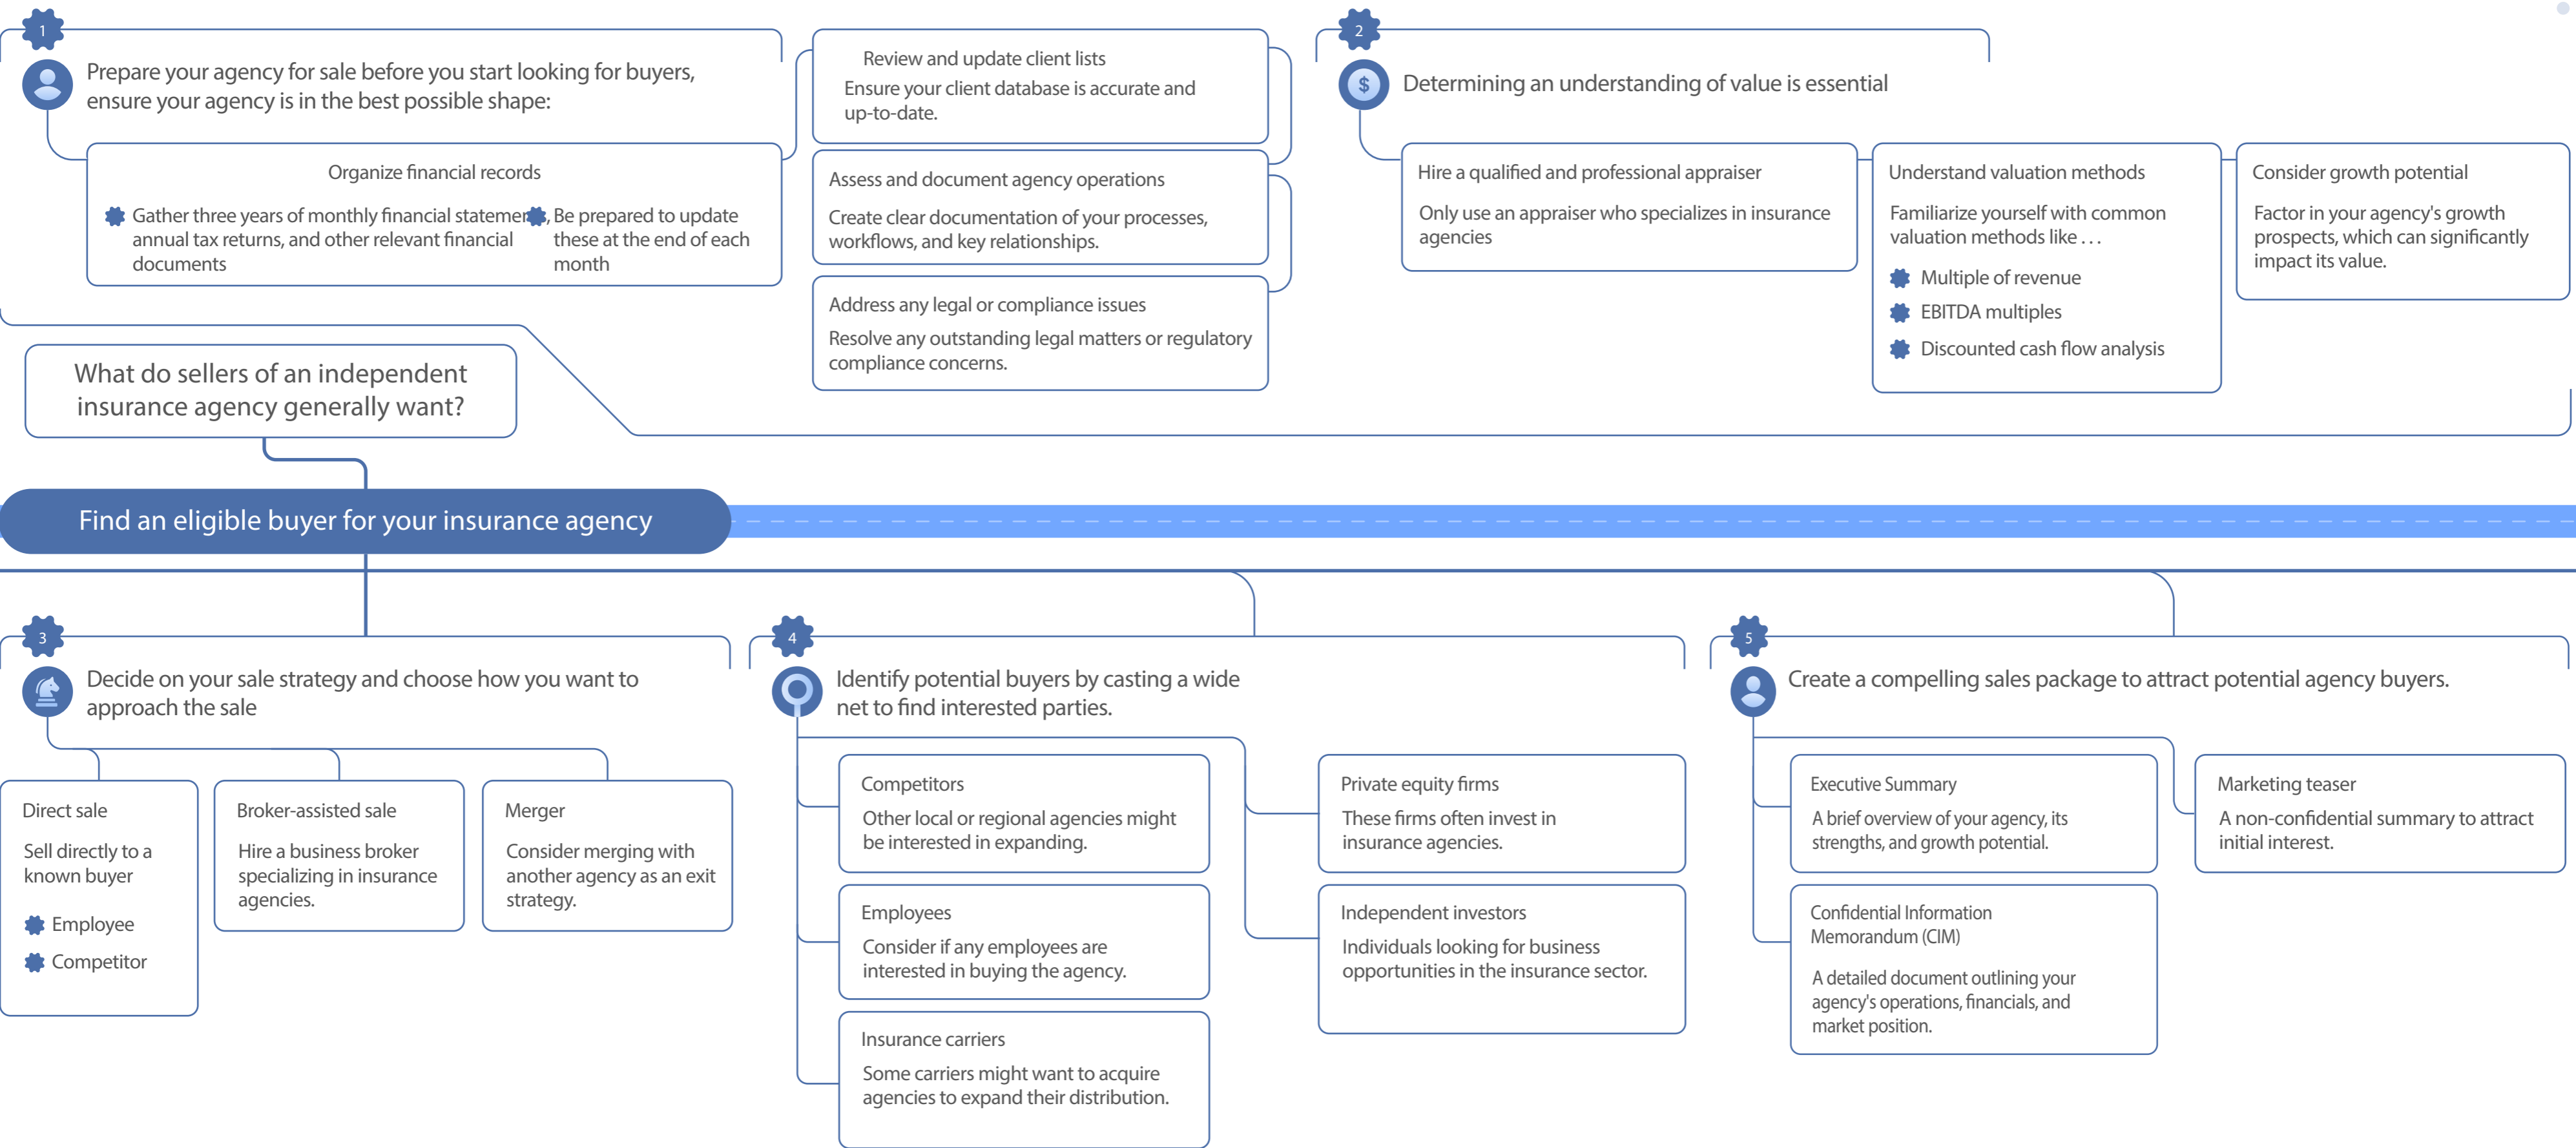 1
Prepare your agency for sale before you start looking for buyers,
ensure your agency is in the best possible shape:
Organize financial records
Gather three years of monthly financial
annual tax returns, and other relevant financial
documents
Be prepared to update
these at the end of each
month
Review and update client lists
Ensure your client database is accurate and
up-to-date.
Assess and document agency operations
Create clear documentation of your processes,
workflows, and key relationships.
Address any legal or compliance issues
Resolve any outstanding legal matters or regulatory
compliance concerns.
2
$
Determining an understanding of value is essential
Hire a qualified and professional appraiser
Only use an appraiser who specializes in insurance
agencies
Understand valuation methods
Familiarize yourself with common
valuation methods like . . .
Multiple of revenue
EBITDA multiples
Discounted cash flow analysis
Consider growth potential
Factor in your agency's growth
prospects, which can significantly
impact its value.
What do sellers of an independent
insurance agency generally want?
Find an eligible buyer for your insurance agency
3
Decide on your sale strategy and choose how you want to
approach the sale
Direct sale
Sell directly to a
known buyer
Employee
Competitor
Broker-assisted sale
Hire a business broker
specializing in insurance
agencies.
Merger
Consider merging with
another agency as an exit
strategy.
4
Identify potential buyers by casting a wide
net to find interested parties.
Competitors
Other local or regional agencies might
be interested in expanding.
Employees
Consider if any employees are
interested in buying the agency.
Insurance carriers
Some carriers might want to acquire
agencies to expand their distribution.
Private equity firms
These firms often invest in
insurance agencies.
Independent investors
Individuals looking for business
opportunities in the insurance sector.
5
Create a compelling sales package to attract potential agency buyers.
Executive Summary
A brief overview of your agency, its
strengths, and growth potential.
Confidential Information
Memorandum (CIM)
A detailed document outlining your
agency's operations, financials, and
market position.
Marketing teaser
A non-confidential summary to attract
initial interest.